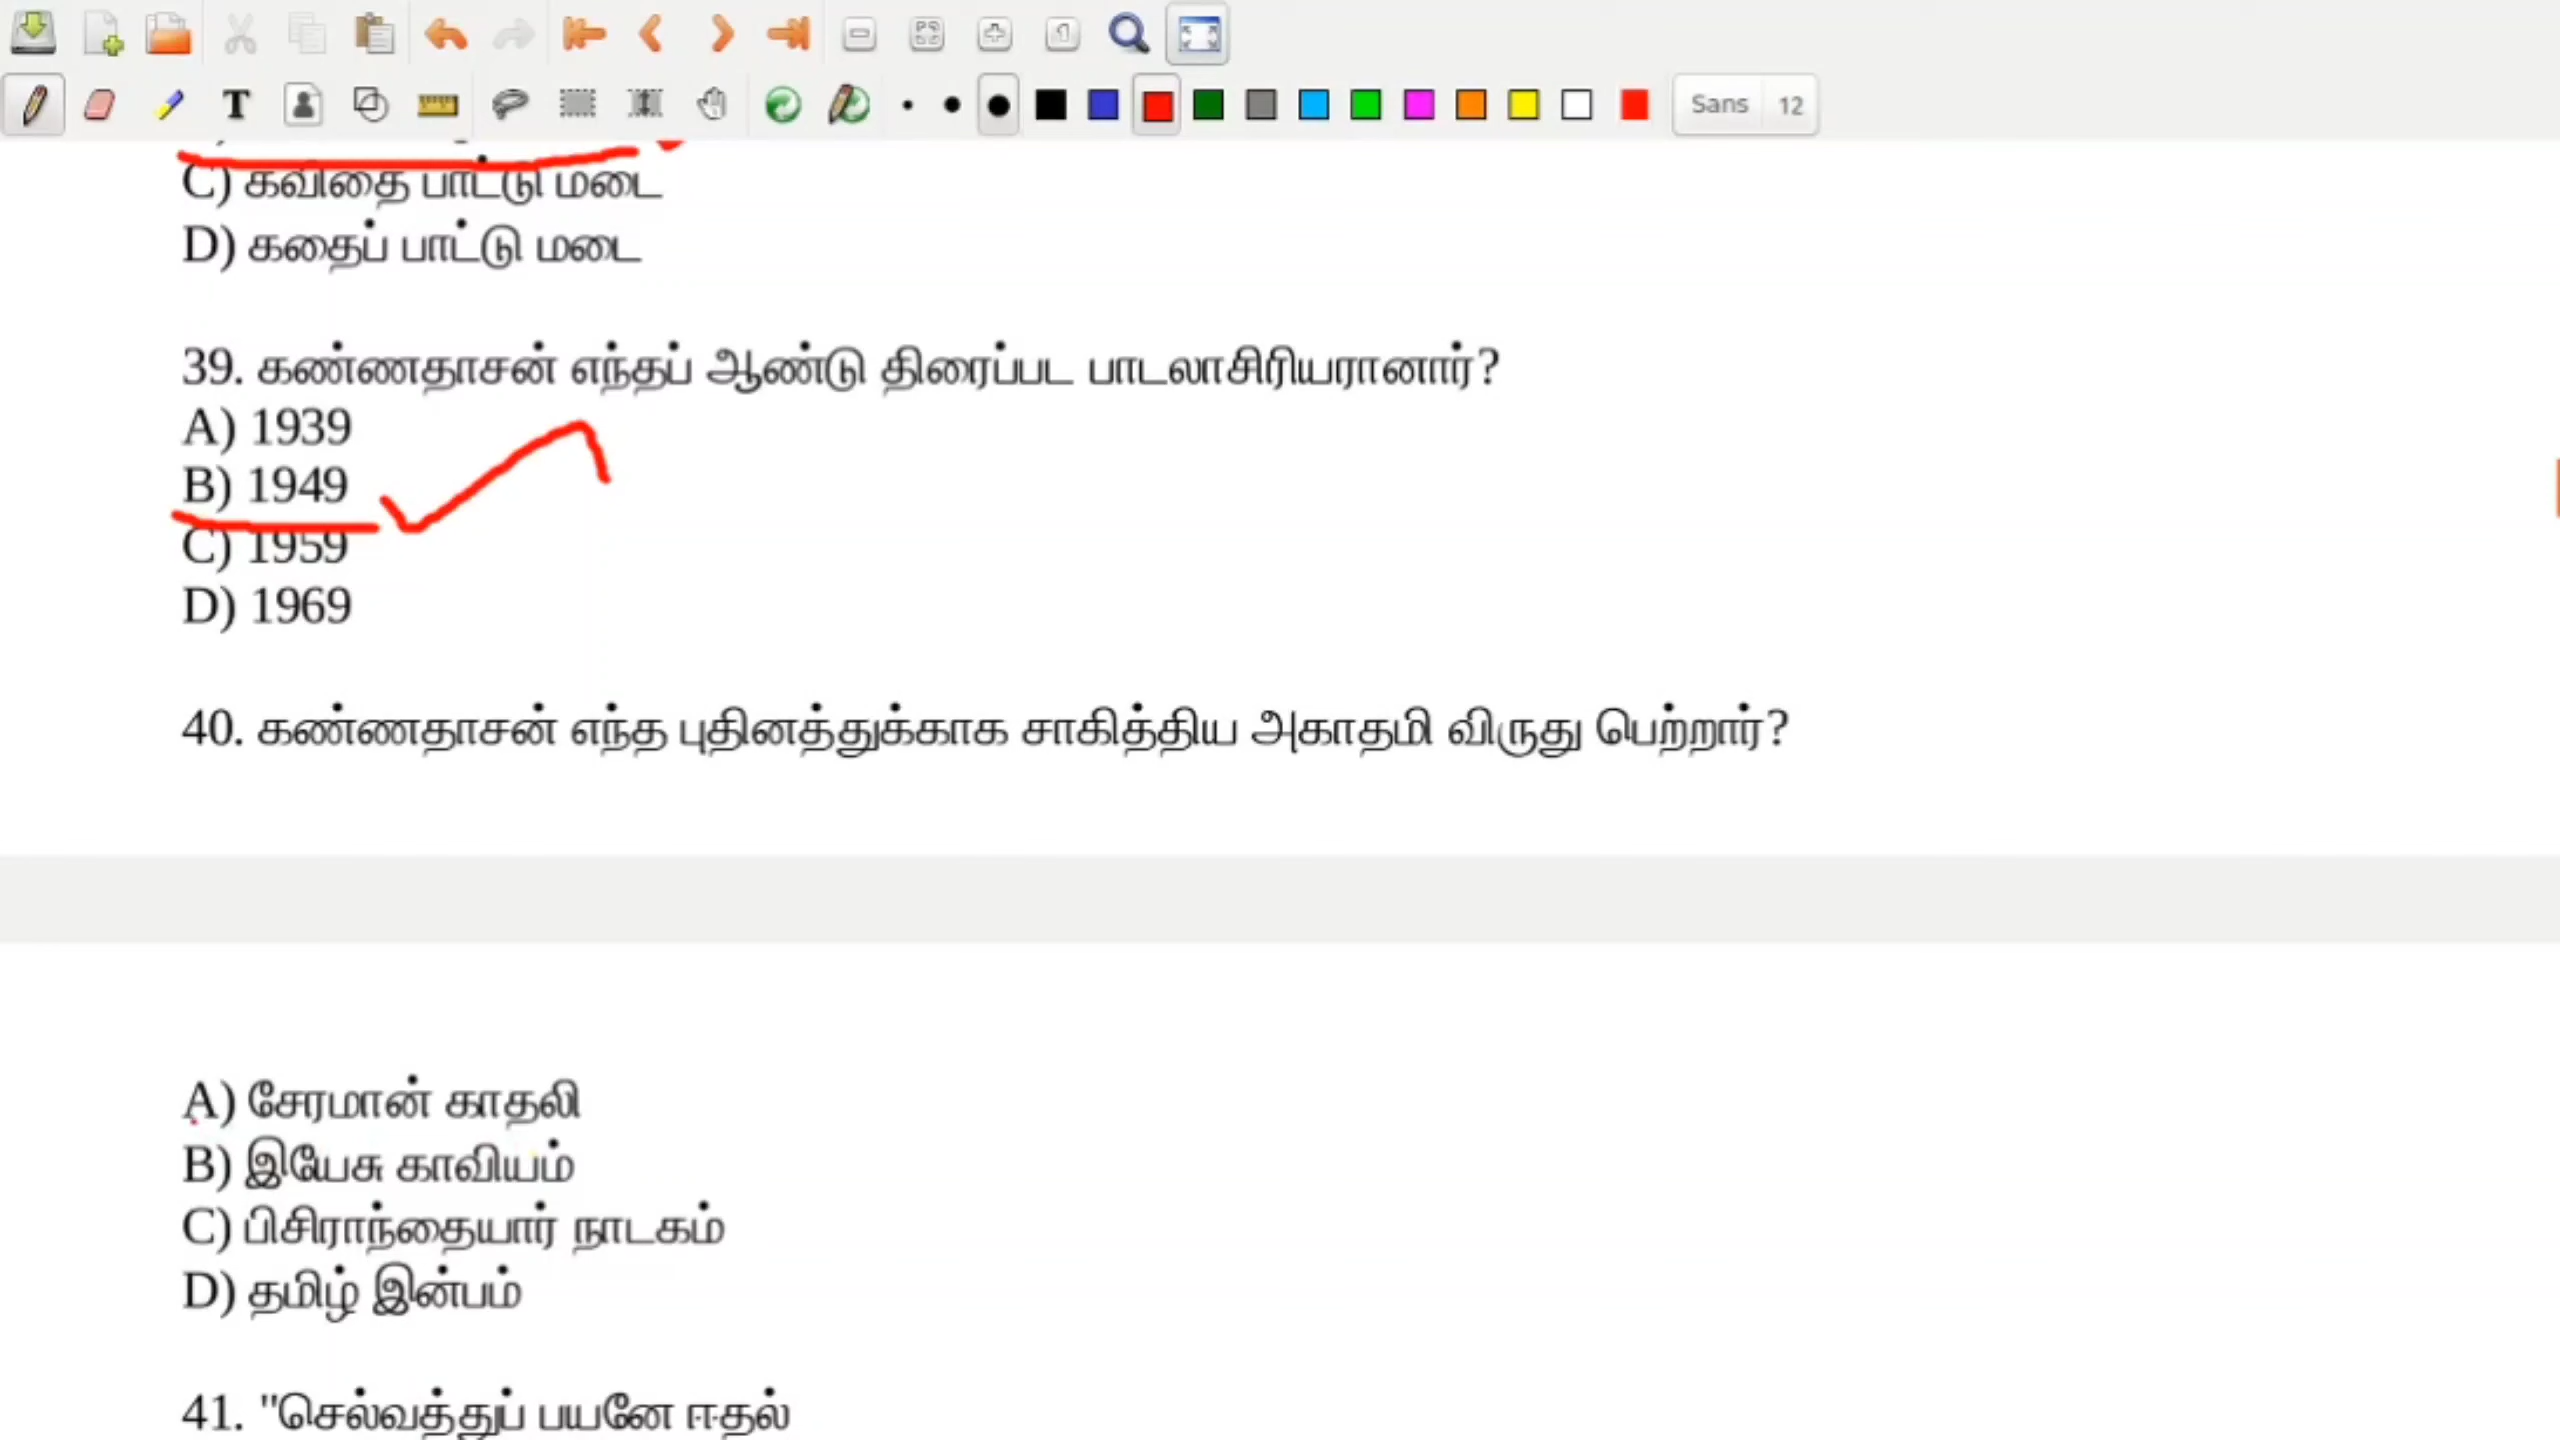 Sans 12
C) கவிதை பாட்டு மடை
D) கதைப் பாட்டு மடை
39. கண்ணதாசன் எந்தப் ஆண்டு திரைப்பட பாடலாசிரியரானார்?
A) 1939
B) 1949
C) 1959
D) 1969
40. கண்ணதாசன் எந்த புதினத்துக்காக சாகித்திய அகாதமி விருது பெற்றார்?
A) சேரமான் காதலி
B) இயேசு காவியம்
C) பிசிராந்தையார் நாடகம்
D) தமிழ் இன்பம்
41. "செல்வத்துப் பயனே ஈதல்